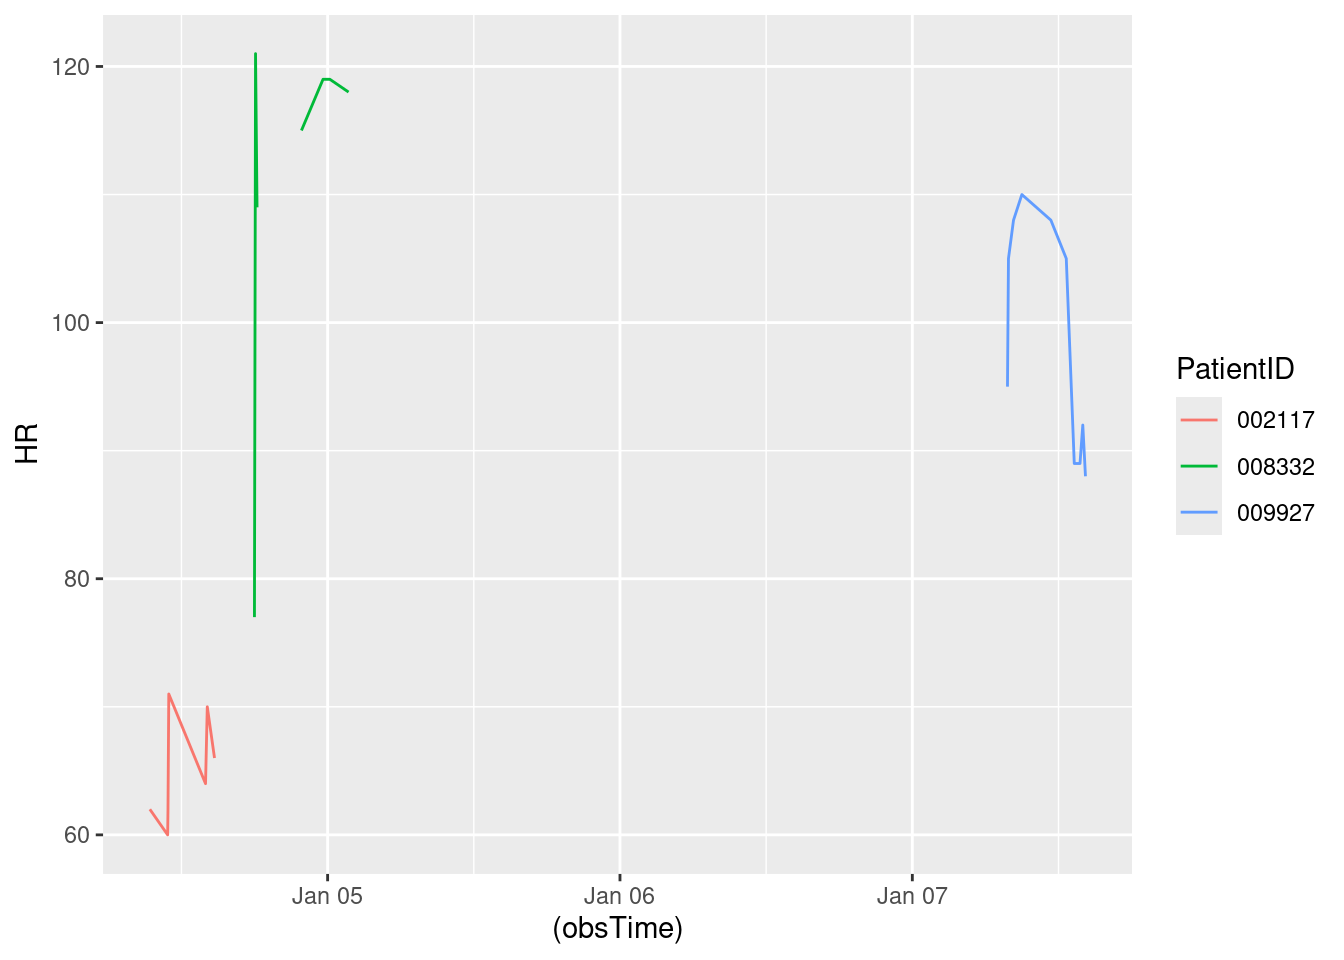 120
100
80
60
HR
Jan 05
Jan 06
Jan 07
(obsTime)
PatientID
002117
008332
009927